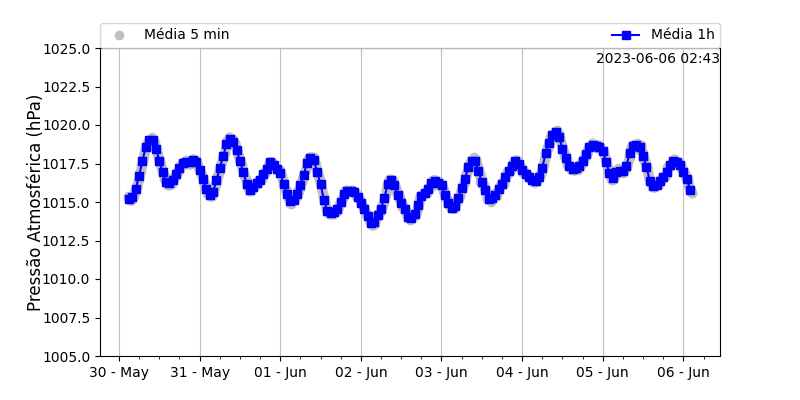 Média 5 min
Média 1h
2023-06-06 02:43
Pressão Atmosférica (hPa)
1025.0
1022.5
1020.0
1017.5
1015.0
1012.5
1010.0
1007.5
1005.0
30 - May
31 - May
01 - Jun
02 - Jun
03 - Jun
04 - Jun
05 - Jun
06 - Jun